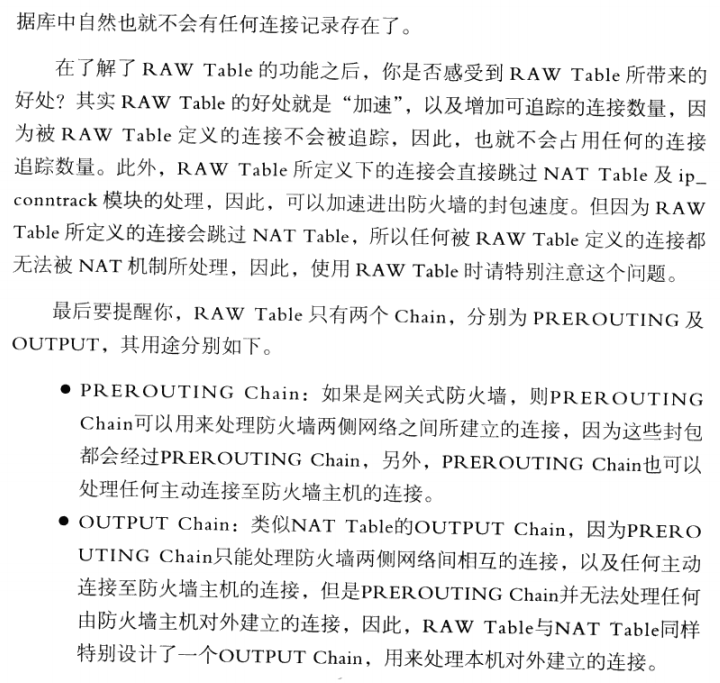 据库中自然也就不会有任何连接记录存在了。
在了解了 RAW Table 的功能之后，你是否感受到 RAW Table 所带来的
好处？其实 RAW Table 的好处就是“加速”，以及增加可追踪的连接数量，因
为被 RAW Table 定义的连接不会被追踪，因此，也就不会占用任何的连接
追踪数量。此外，RAW Table 所定义下的连接会直接跳过 NAT Table 及 ip_
conntrack 模块的处理，因此，可以加速进出防火墙的封包速度。但因为 RAW
Table 所定义的连接会跳过 NAT Table，所以任何被 RAW Table 定义的连接都
无法被 NAT 机制所处理，因此，使用 RAW Table 时请特别注意这个问题。
最后要提醒你，RAW Table 只有两个 Chain，分别为 PREROUTING 及
OUTPUT，其用途分别如下。
● PREROUTING Chain：如果是网关式防火墙，则PREROUTING
Chain可以用来处理防火墙两侧网络之间所建立的连接，因为这些封包
都会经过PREROUTING Chain，另外，PREROUTING Chain也可以
处理任何主动连接至防火墙主机的连接。
● OUTPUT Chain：类似NAT Table的OUTPUT Chain，因为PRERO
UTING Chain只能处理防火墙两侧网络间相互的连接，以及任何主动
连接至防火墙主机的连接，但是PREROUTING Chain并无法处理任何
由防火墙主机对外建立的连接，因此，RAW Table与NAT Table同样
特别设计了一个OUTPUT Chain，用来处理本机对外建立的连接。